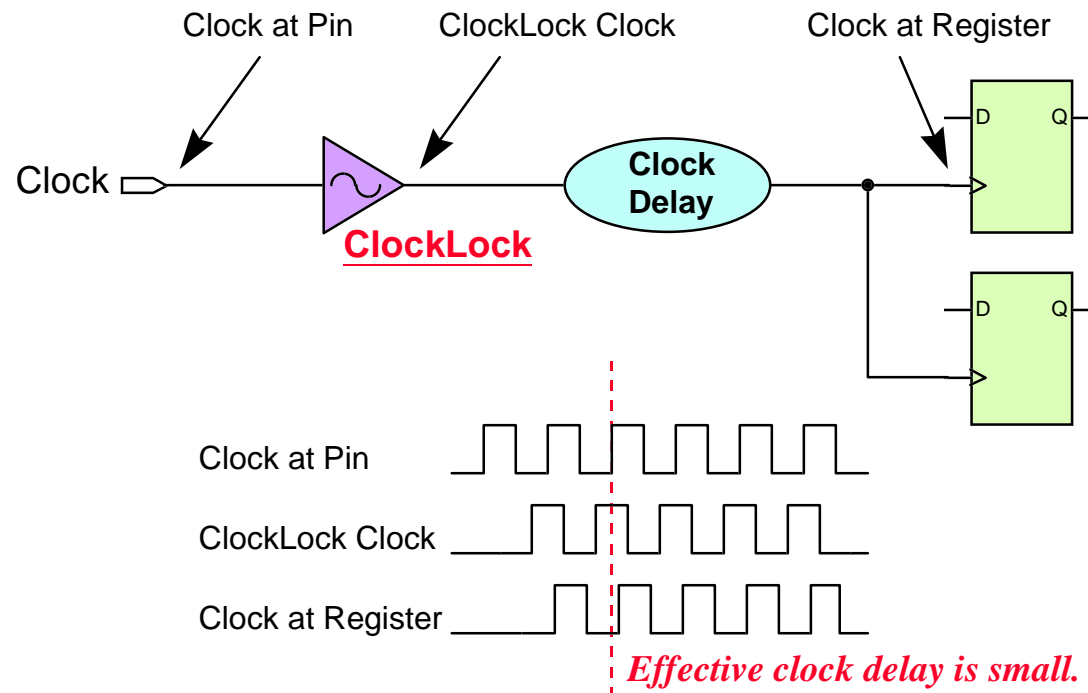 Clock at Pin
ClockLock Clock
Clock at Register
Clock
ClockLock
Clock
Delay
D Q
D Q
Clock at Pin
ClockLock Clock
Clock at Register
Effective clock delay is small.